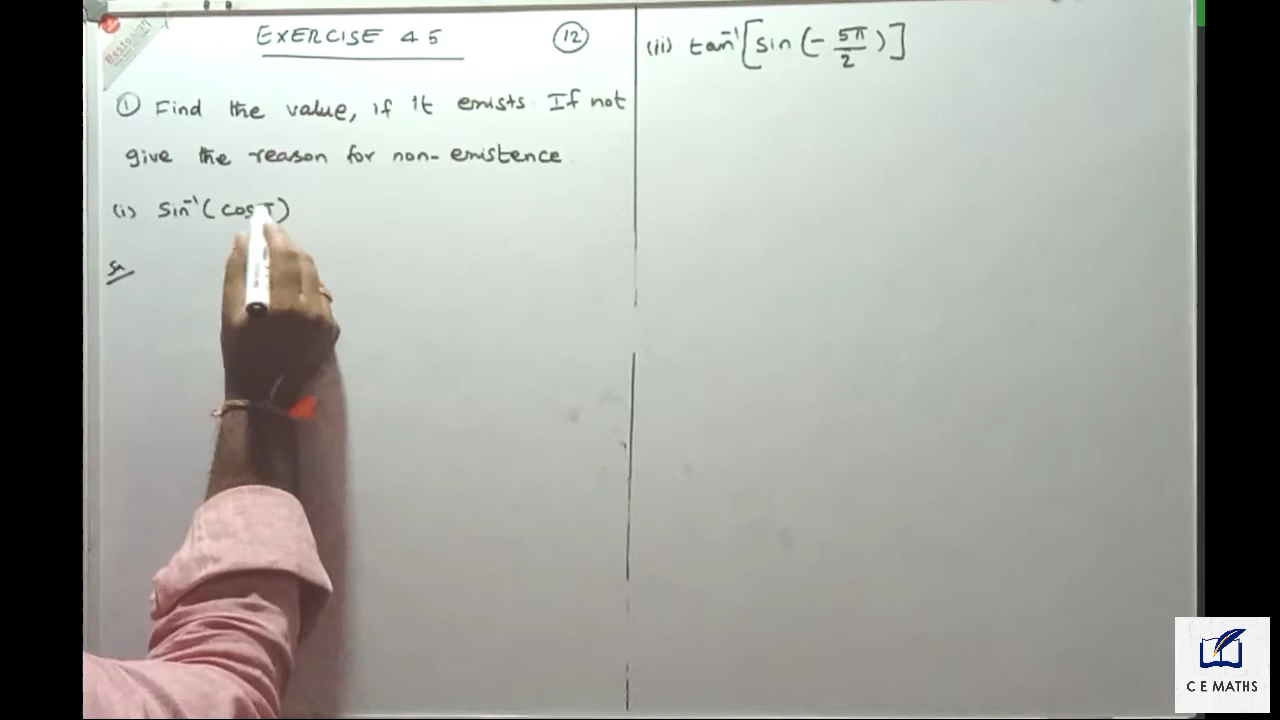 EXERCISE 4 5
12
① Find the value, if it exists If not
give the reason for non-existence
(i) sin⁻¹(cos π)
(ii) tan⁻¹[sin(-5π/2)]
C E MATHS